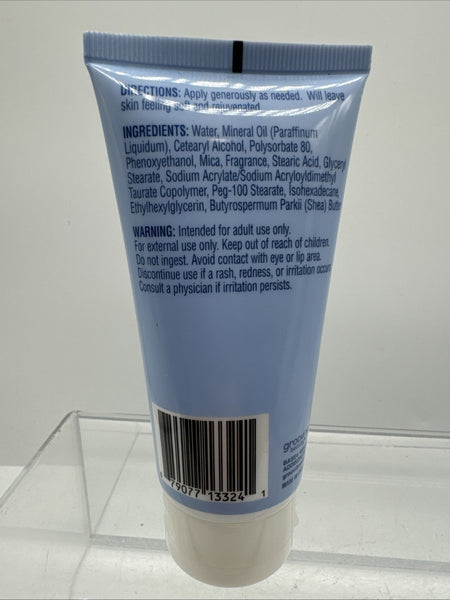 DIRECTIONS: Apply generously as needed. Will leave
skin feeling soft and rejuvenated.
INGREDIENTS: Water, Mineral Oil (Paraffinum
Liquidum), Cetearyl Alcohol, Polysorbate 80,
Phenoxyethanol, Mica, Fragrance, Stearic Acid, Glyceryl
Stearate, Sodium Acrylate/Sodium Acryloyldimethyl
Taurate Copolymer, Peg-100 Stearate, Isohexadecane,
Ethylhexylglycerin, Butyrospermum Parkii (Shea) Butter
WARNING: Intended for adult use only.
For external use only. Keep out of reach of children.
Do not ingest. Avoid contact with eye or lip area.
Discontinue use if a rash, redness, or irritation occurs
Consult a physician if irritation persists.
79077 13324 1
MADE IN